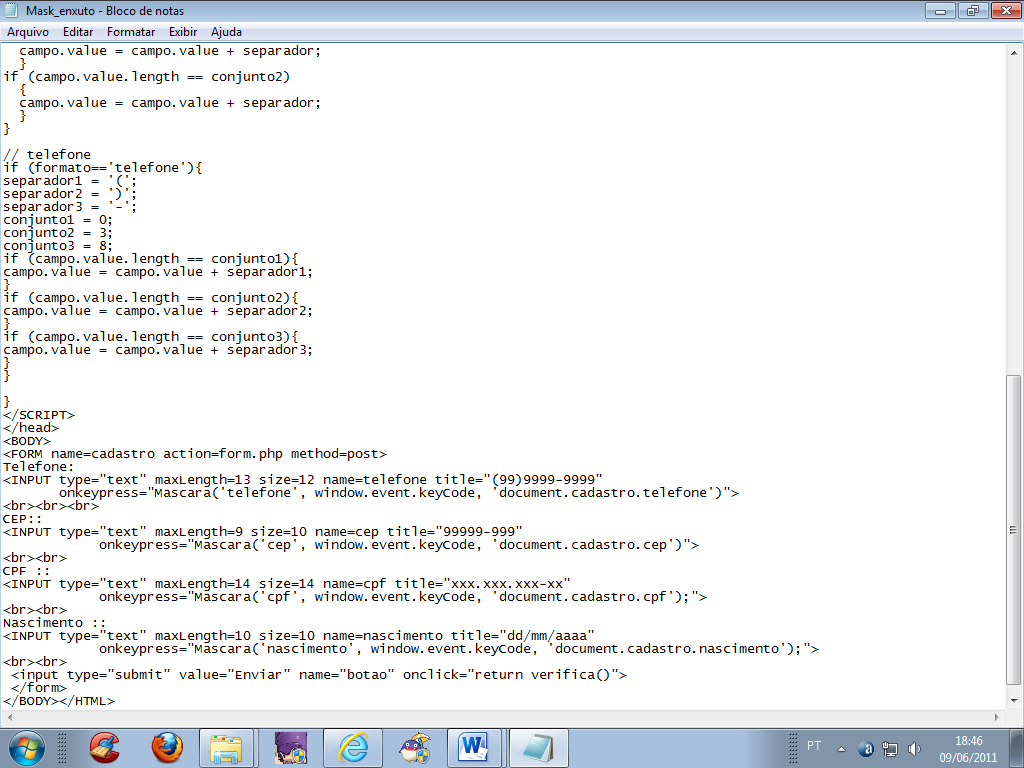 Mask_enxuto - Bloco de notas
Arquivo Editar Formatar Exibir Ajuda
  campo.value = campo.value + separador;
  }
if (campo.value.length == conjunto2)
  {
  campo.value = campo.value + separador;
  }
}

// telefone
if (formato=='telefone'){
separador1 = '(';
separador2 = ')';
separador3 = '-';
conjunto1 = 0;
conjunto2 = 3;
conjunto3 = 8;
if (campo.value.length == conjunto1){
campo.value = campo.value + separador1;
}
if (campo.value.length == conjunto2){
campo.value = campo.value + separador2;
}
if (campo.value.length == conjunto3){
campo.value = campo.value + separador3;
}
}

}
</SCRIPT>
</head>
<BODY>
<FORM name=cadastro action=form.php method=post>
Telefone:
<INPUT type="text" maxLength=13 size=12 name=telefone title="(99)9999-9999"
       onkeypress="Mascara('telefone', window.event.keyCode, 'document.cadastro.telefone')">
<br><br><br>
CEP::
<INPUT type="text" maxLength=9 size=10 name=cep title="99999-999"
            onkeypress="Mascara('cep', window.event.keyCode, 'document.cadastro.cep')">
<br><br>
CPF ::
<INPUT type="text" maxLength=14 size=14 name=cpf title="xxx.xxx.xxx-xx"
            onkeypress="Mascara('cpf', window.event.keyCode, 'document.cadastro.cpf');">
<br><br>
Nascimento ::
<INPUT type="text" maxLength=10 size=10 name=nascimento title="dd/mm/aaaa"
            onkeypress="Mascara('nascimento', window.event.keyCode, 'document.cadastro.nascimento');">
<br><br>
 <input type="submit" value="Enviar" name="botao" onclick="return verifica()">
 </form>
</BODY></HTML>
PT
18:46
09/06/2011